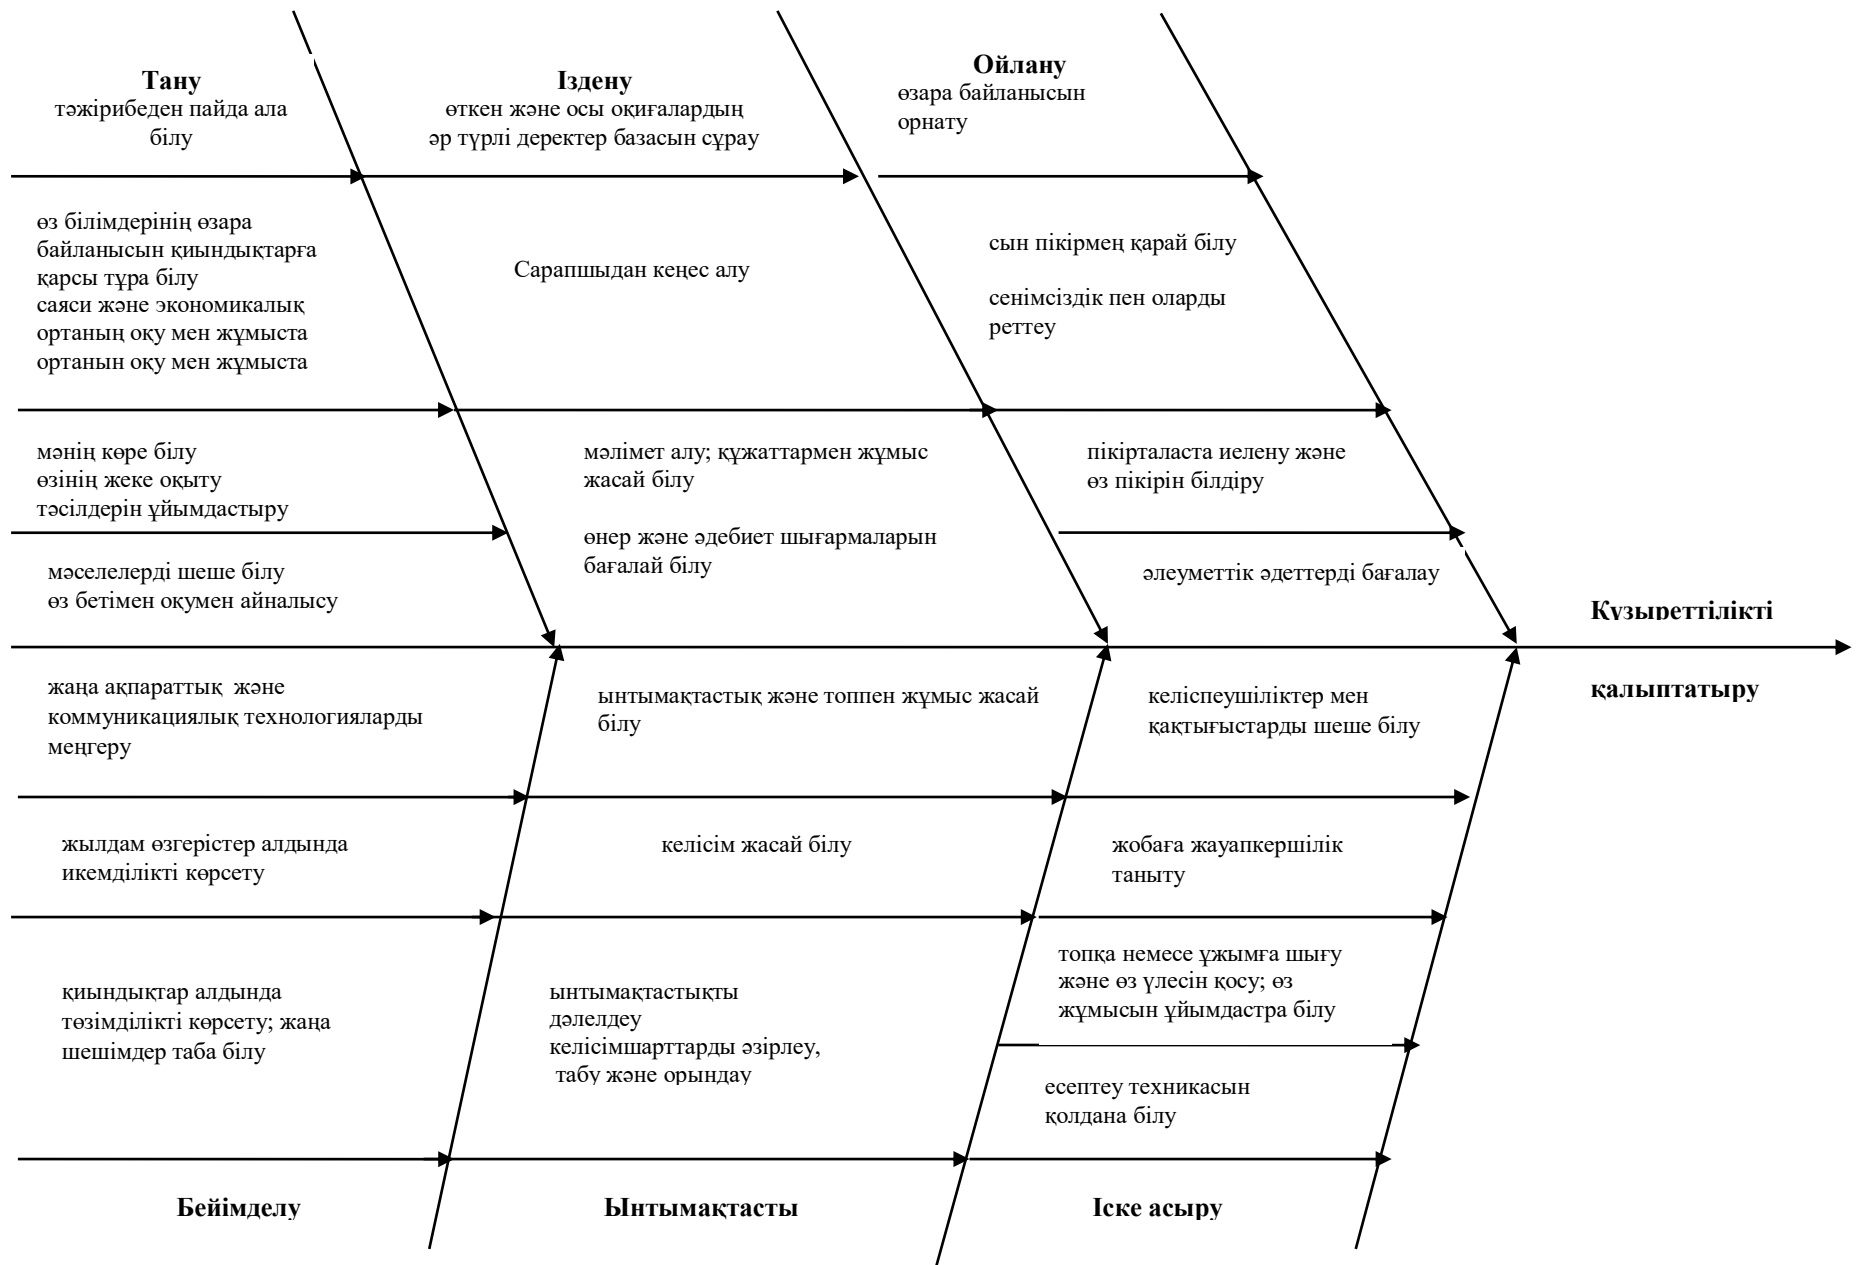 Тану
тәжірибеден пайда ала
білу
Іздену
өткен және осы оқиғалардың
әр түрлі деректер базасын сұрау
Ойлану
өзара байланысын
орнату
өз білімдерінің өзара
байланысын қиындықтарға
қарсы тұра білу
саяси және экономикалық
ортаның оқу мен жұмыста
ортанын оқу мен жұмыста
Сарапшыдан кеңес алу
сын пікірмең қарай білу
сенімсіздік пен оларды
реттеу
мәнің көре білу
өзінің жеке оқыту
тәсілдерін ұйымдастыру
мәлімет алу; құжаттармен жұмыс
жасай білу
өнер және әдебиет шығармаларын
бағалай білу
пікірталаста иелену және
өз пікірін білдіру
мәселелерді шеше білу
өз бетімен оқумен айналысу
әлеуметтік әдеттерді бағалау
Құзыреттілікті
қалыптатыру
жаңа ақпараттық және
коммуникациялық технологияларды
меңгеру
ынтымақтастық және топпен жұмыс жасай
білу
келіспеушіліктер мен
қақтығыстарды шеше білу
жылдам өзгерістер алдында
икемділікті көрсету
келісім жасай білу
жобаға жауапкершілік
таныту
қиындықтар алдында
төзімділікті көрсету; жаңа
шешімдер таба білу
ынтымақтастықты
дәлелдеу
келісімшарттарды әзірлеу,
табу және орындау
топқа немесе ұжымға шығу
және өз үлесін қосу; өз
жұмысын ұйымдастра білу
есептеу техникасын
қолдана білу
Бейімделу
Ынтымақтасты
Іске асыру